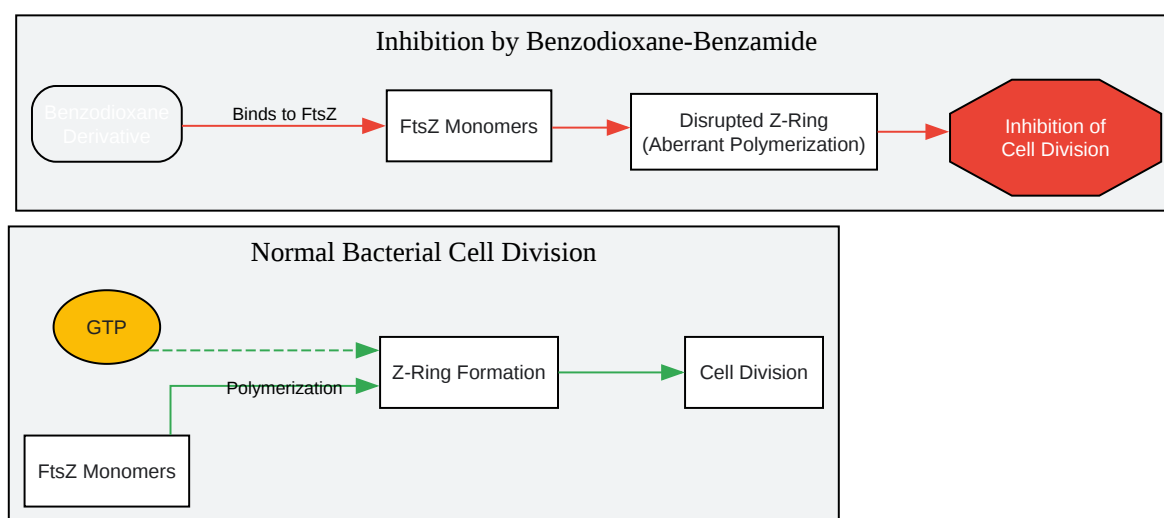 Inhibition by Benzodioxane-Benzamide
Benzodioxane
Derivative
Binds to FtsZ
FtsZ Monomers
Disrupted Z-Ring
(Aberrant Polymerization)
Inhibition of
Cell Division
Normal Bacterial Cell Division
GTP
Polymerization
Z-Ring Formation
Cell Division
FtsZ Monomers